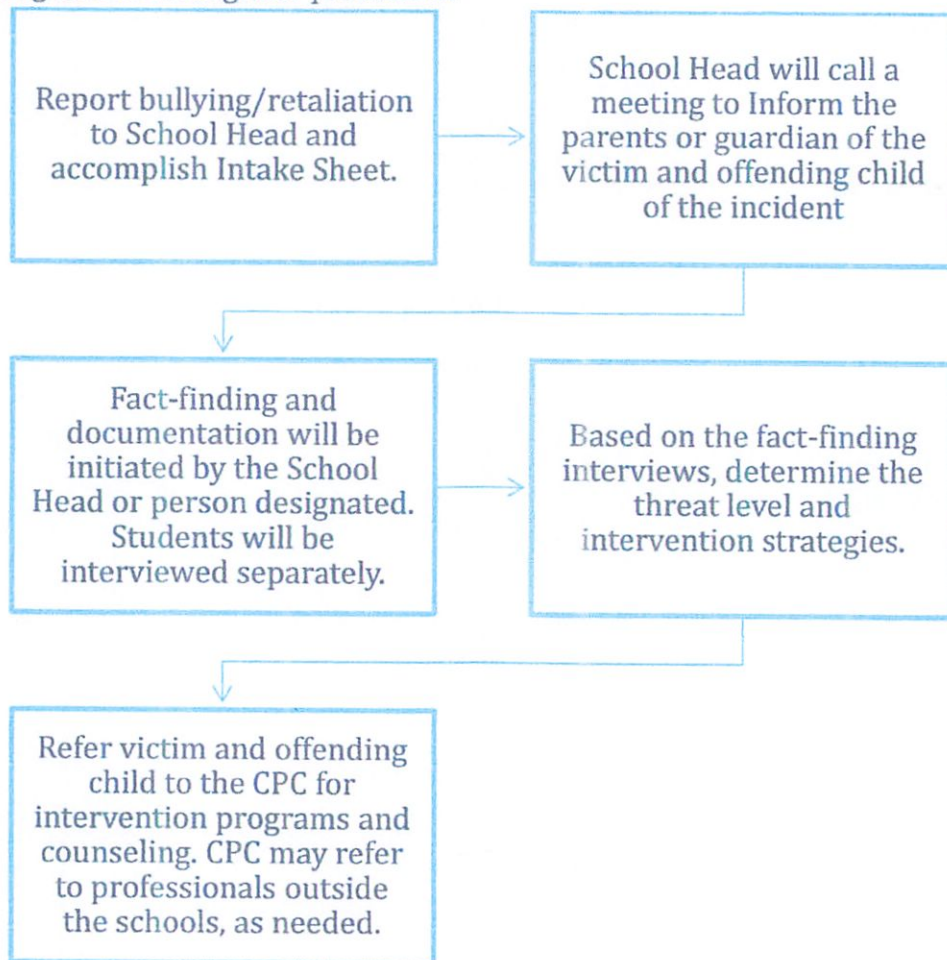 Report bullying/retaliation
to School Head and
accomplish Intake Sheet.
School Head will call a
meeting to Inform the
parents or guardian of the
victim and offending child
of the incident
Fact-finding and
documentation will be
initiated by the School
Head or person designated.
Students will be
interviewed separately.
Based on the fact-finding
interviews, determine the
threat level and
intervention strategies.
Refer victim and offending
child to the CPC for
intervention programs and
counseling. CPC may refer
to professionals outside
the schools, as needed.